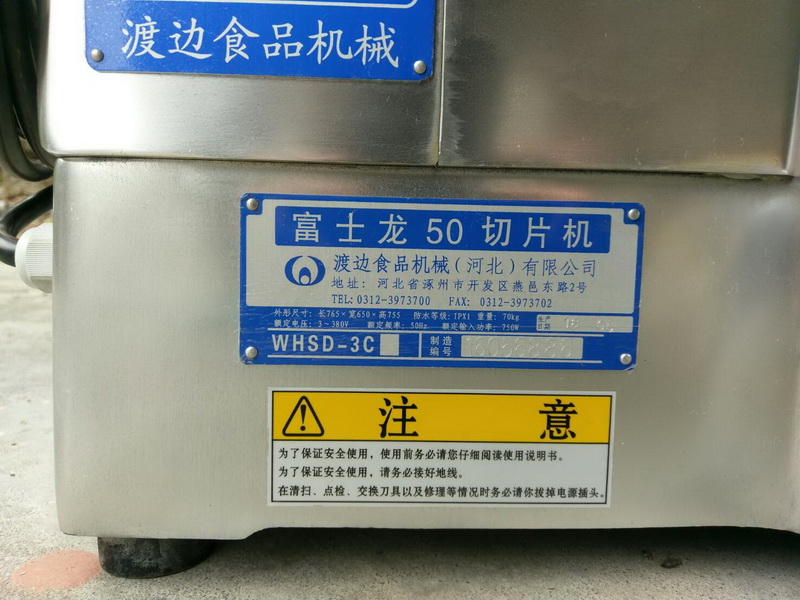 渡边食品机械
富士龙50切片机
渡边食品机械(河北)有限公司
地址: 河北省涿州市开发区燕邑东路2号
TEL: 0312-3973700 FAX: 0312-3973702
外形尺寸: 长765×宽650×高755 防水等级: IPX1 重量: 70kg 生产日期
额定电压: 3~380V 额定频率: 50Hz 额定输入功率: 750W
WHSD-3C 制造编号
注意
为了保证安全使用，使用前务必请您仔细阅读使用说明书。
为了保证安全使用，请务必接好地线。
在清扫、点检、交换刀具以及修理等情况时务必请你拔掉电源插头。